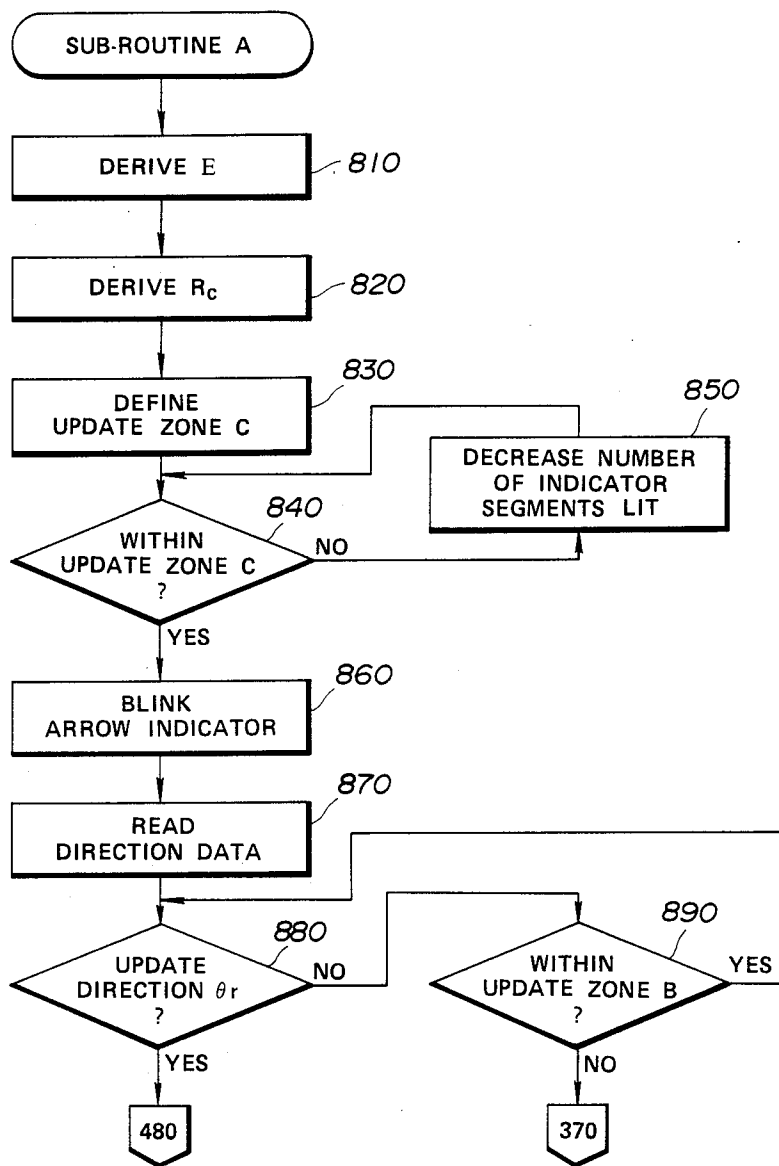 SUB-ROUTINE A
DERIVE E
810
DERIVE Rc
820
DEFINE
UPDATE ZONE C
830
DECREASE NUMBER
OF INDICATOR
SEGMENTS LIT
850
WITHIN
UPDATE ZONE C
?
840
NO
YES
BLINK
ARROW INDICATOR
860
READ
DIRECTION DATA
870
UPDATE
DIRECTION θr
?
880
NO
YES
WITHIN
UPDATE ZONE B
?
890
YES
NO
480
370